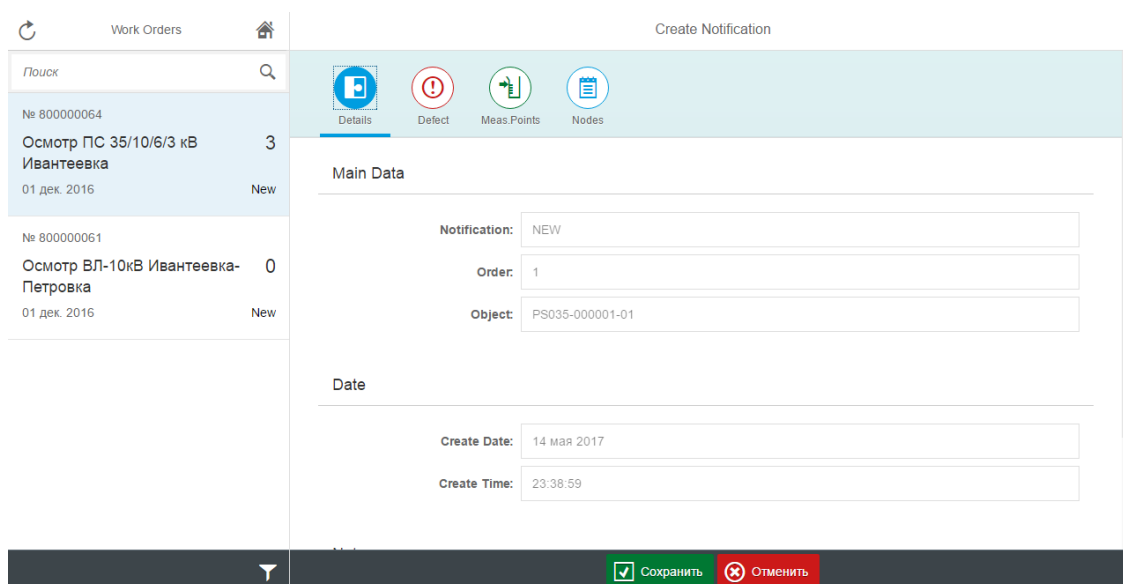 Work Orders
Поиск
№ 800000064
Осмотр ПС 35/10/6/3 кВ 3
Ивантеевка
01 дек. 2016 New
№ 800000061
Осмотр ВЛ-10кВ Ивантеевка- 0
Петровка
01 дек. 2016 New
Create Notification
Details Defect Meas.Points Nodes
Main Data
Notification: NEW
Order: 1
Object: PS035-000001-01
Date
Create Date: 14 мая 2017
Create Time: 23:38:59
Сохранить Отменить